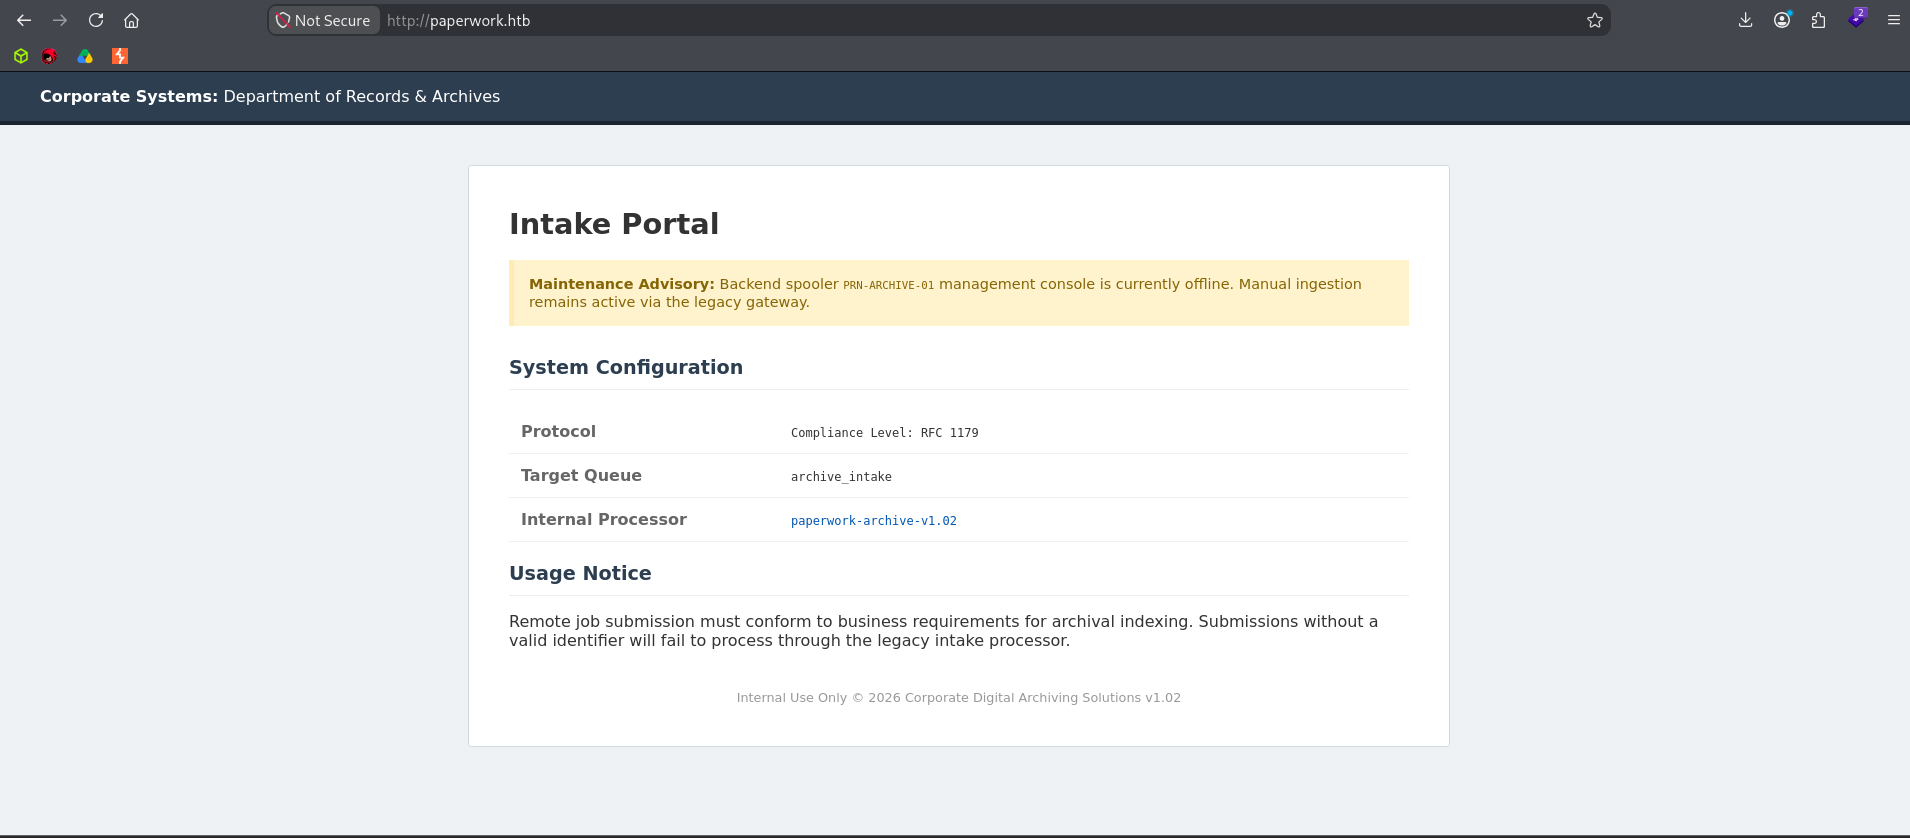 Not Secure http://paperwork.htb
2
Corporate Systems: Department of Records & Archives
Intake Portal
Maintenance Advisory: Backend spooler PRN-ARCHIVE-01 management console is currently offline. Manual ingestion
remains active via the legacy gateway.
System Configuration
Protocol Compliance Level: RFC 1179
Target Queue archive_intake
Internal Processor paperwork-archive-v1.02
Usage Notice
Remote job submission must conform to business requirements for archival indexing. Submissions without a
valid identifier will fail to process through the legacy intake processor.
Internal Use Only © 2026 Corporate Digital Archiving Solutions v1.02